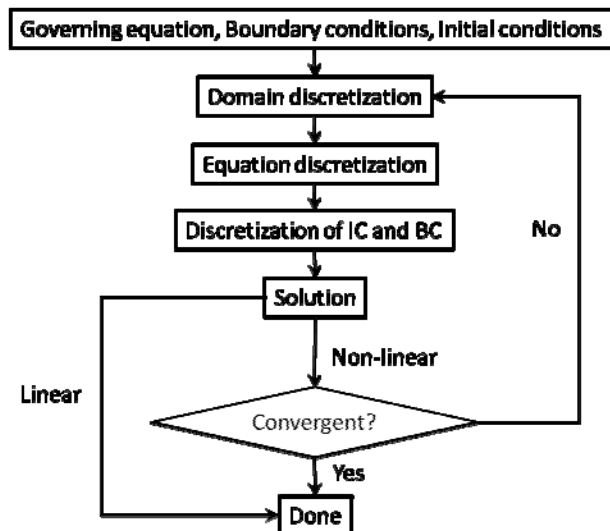 Governing equation, Boundary conditions, Initial conditions
Domain discretization
Equation discretization
Discretization of IC and BC
No
Solution
Non-linear
Linear
Convergent?
Yes
Done